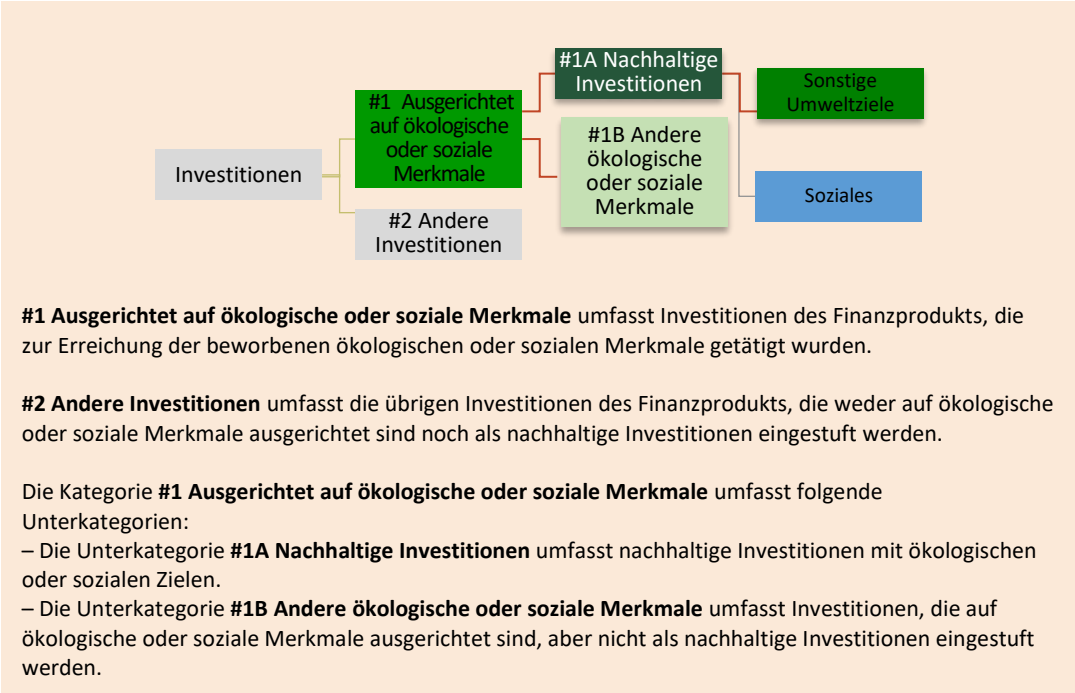 #1A Nachhaltige
Investitionen
Sonstige
Umweltziele
#1 Ausgerichtet
auf ökologische
oder soziale
Merkmale
#1B Andere
ökologische
oder soziale
Merkmale
Investitionen
Soziales
#2 Andere
Investitionen
#1 Ausgerichtet auf ökologische oder soziale Merkmale umfasst Investitionen des Finanzprodukts, die
zur Erreichung der beworbenen ökologischen oder sozialen Merkmale getätigt wurden.
#2 Andere Investitionen umfasst die übrigen Investitionen des Finanzprodukts, die weder auf ökologische
oder soziale Merkmale ausgerichtet sind noch als nachhaltige Investitionen eingestuft werden.
Die Kategorie #1 Ausgerichtet auf ökologische oder soziale Merkmale umfasst folgende
Unterkategorien:
– Die Unterkategorie #1A Nachhaltige Investitionen umfasst nachhaltige Investitionen mit ökologischen
oder sozialen Zielen.
– Die Unterkategorie #1B Andere ökologische oder soziale Merkmale umfasst Investitionen, die auf
ökologische oder soziale Merkmale ausgerichtet sind, aber nicht als nachhaltige Investitionen eingestuft
werden.